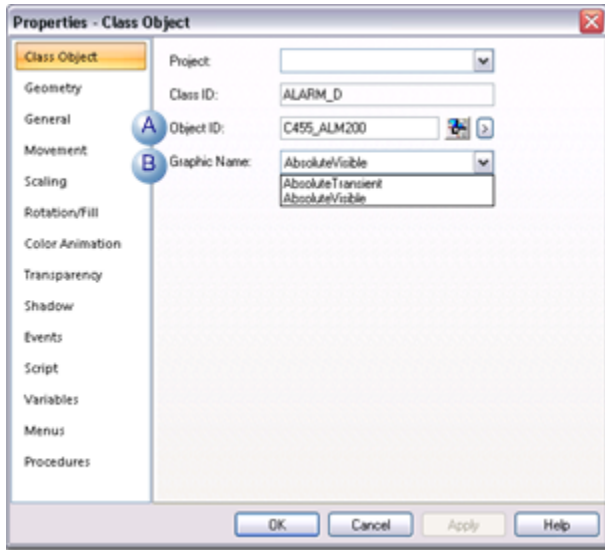 Properties - Class Object
Class Object
Geometry
General
Movement
Scaling
Rotation/Fill
Color Animation
Transparency
Shadow
Events
Script
Variables
Menus
Procedures
Project:
Class ID: ALARM_D
A Object ID: C455_ALM200 >
B Graphic Name: AbsoluteVisible
AbsoluteTransient
AbsoluteVisible
OK Cancel Apply Help